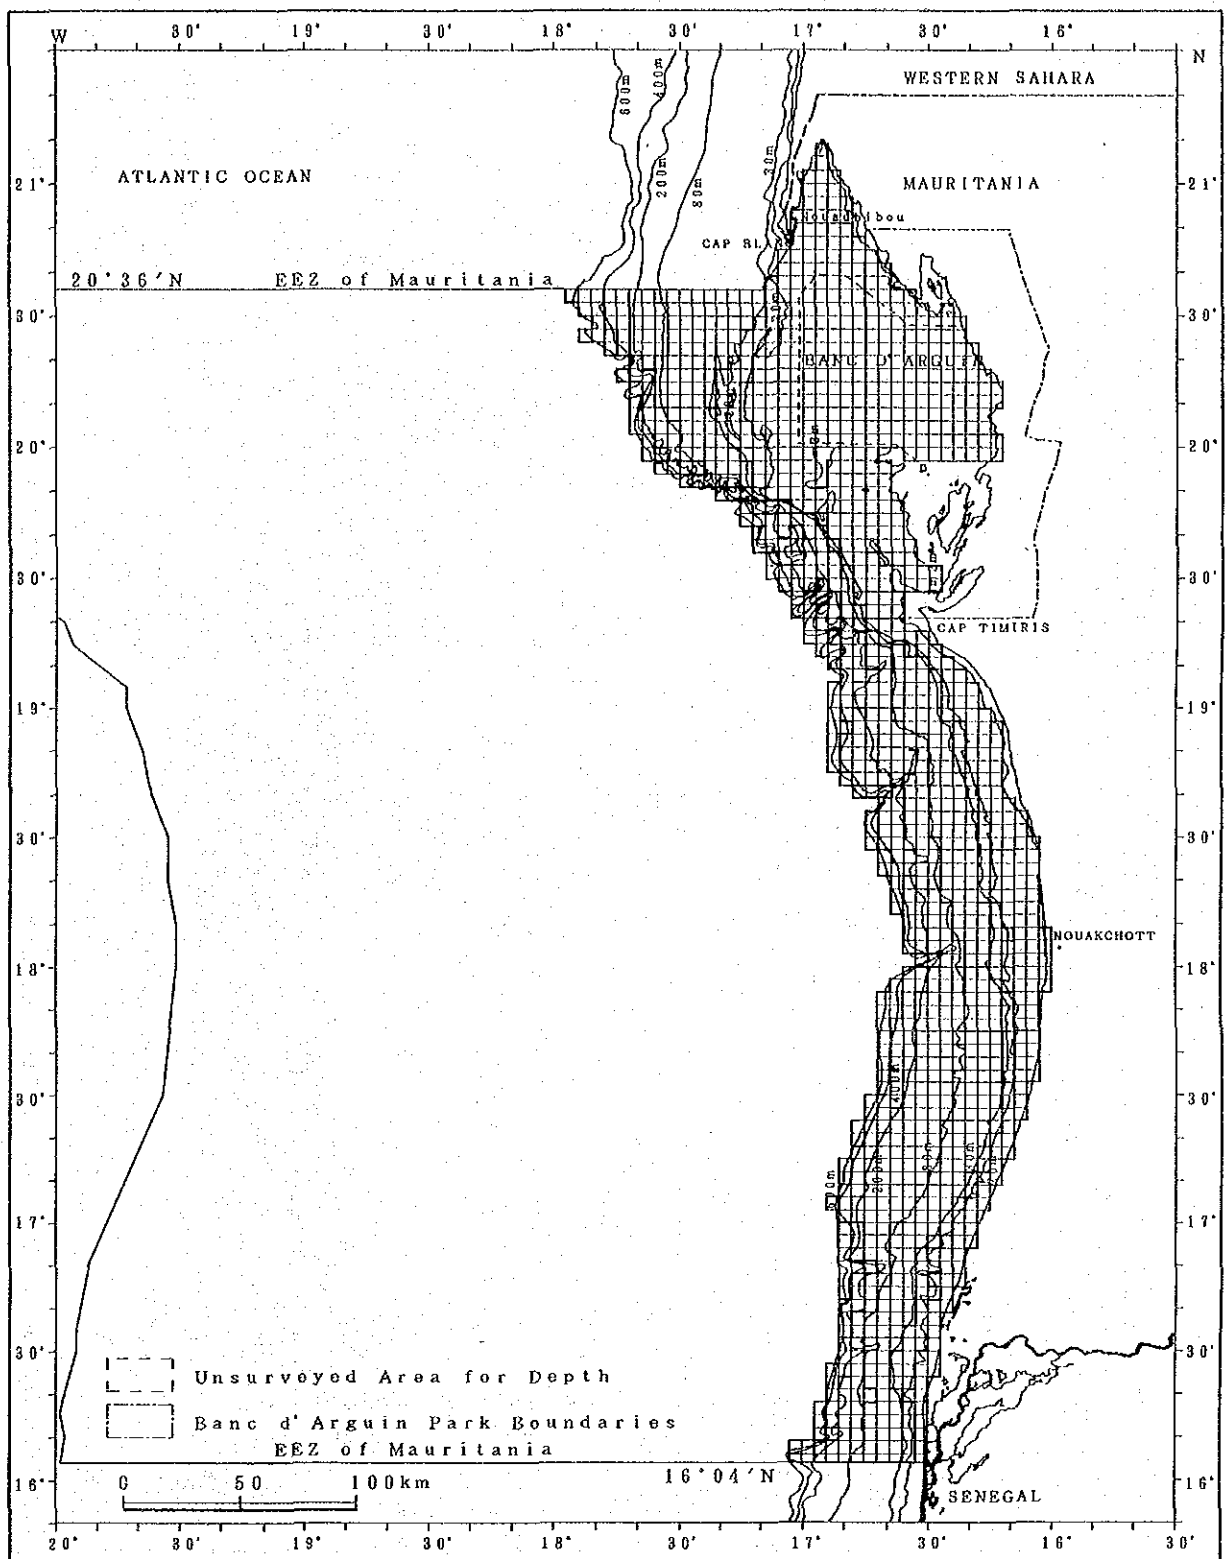 W 30' 19° 30' 18° 30' 17° 30' 16° N
WESTERN SAHARA
600m 400m
200m
80m
20m
ATLANTIC OCEAN
MAURITANIA
21° 21°
Nouadhibou
CAP BLANC
20°36'N EEZ of Mauritania
30' 30'
BANC D'ARGUIN
20° 20°
30' 30'
CAP TIMIRIS
19° 19°
30' 30'
NOUAKCHOTT
18° 18°
30' 400m 30'
200m
17° 17°
30' 30'
Unsurveyed Area for Depth
Banc d'Arguin Park Boundaries
EEZ of Mauritania
16°04'N
0 50 100km
16° SENEGAL 16°
20° 30' 19° 30' 18° 30' 17° 30' 16°